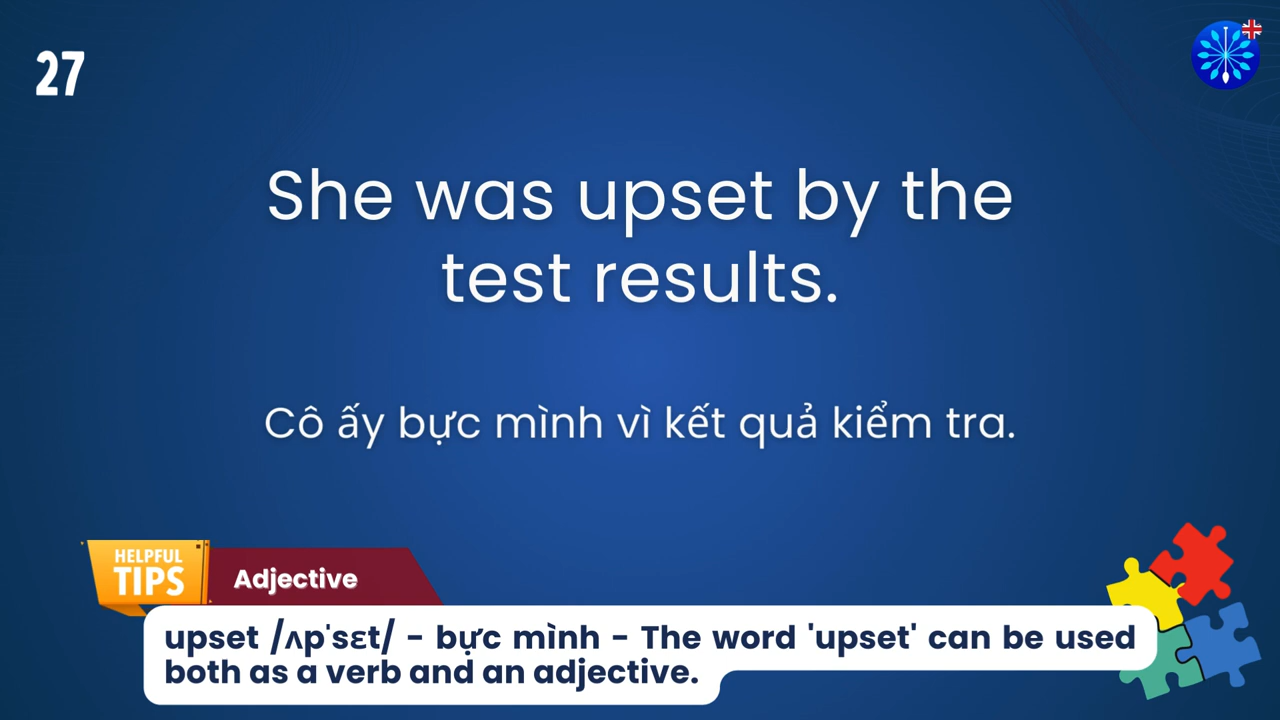 27
She was upset by the
test results.
Cô ấy bực mình vì kết quả kiểm tra.
HELPFUL
TIPS
Adjective
upset /ʌpˈsɛt/ - bực mình - The word 'upset' can be used
both as a verb and an adjective.